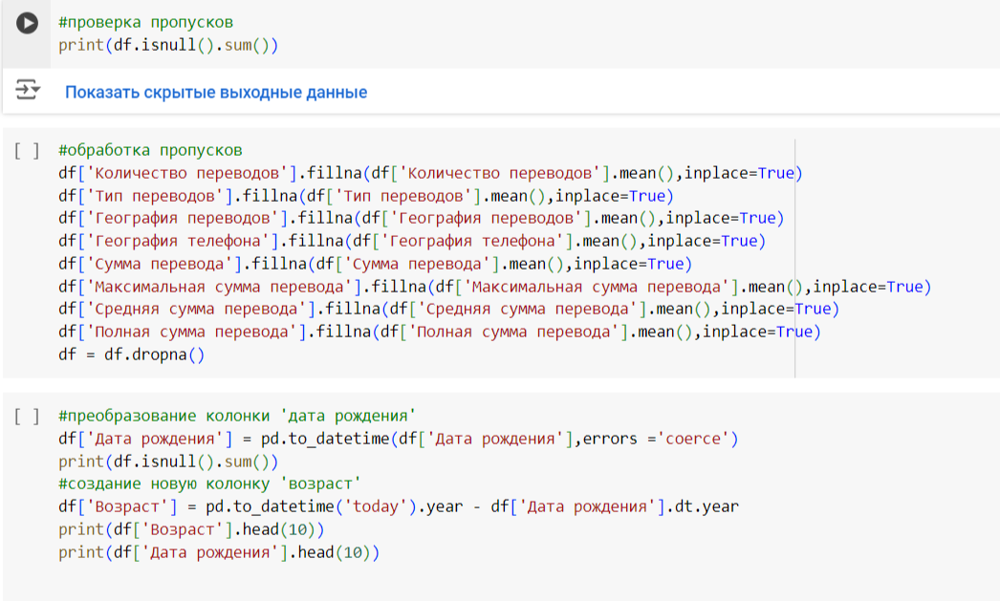 #проверка пропусков
print(df.isnull().sum())
Показать скрытые выходные данные
[ ] #обработка пропусков
df['Количество переводов'].fillna(df['Количество переводов'].mean(),inplace=True)
df['Тип переводов'].fillna(df['Тип переводов'].mean(),inplace=True)
df['География переводов'].fillna(df['География переводов'].mean(),inplace=True)
df['География телефона'].fillna(df['География телефона'].mean(),inplace=True)
df['Сумма перевода'].fillna(df['Сумма перевода'].mean(),inplace=True)
df['Максимальная сумма перевода'].fillna(df['Максимальная сумма перевода'].mean(),inplace=True)
df['Средняя сумма перевода'].fillna(df['Средняя сумма перевода'].mean(),inplace=True)
df['Полная сумма перевода'].fillna(df['Полная сумма перевода'].mean(),inplace=True)
df = df.dropna()
[ ] #преобразование колонки 'дата рождения'
df['Дата рождения'] = pd.to_datetime(df['Дата рождения'],errors ='coerce')
print(df.isnull().sum())
#создание новую колонку 'возраст'
df['Возраст'] = pd.to_datetime('today').year - df['Дата рождения'].dt.year
print(df['Возраст'].head(10))
print(df['Дата рождения'].head(10))